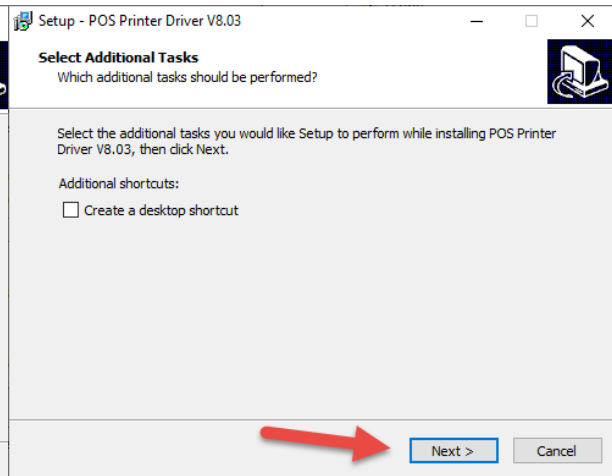 Setup - POS Printer Driver V8.03
Select Additional Tasks
Which additional tasks should be performed?
Select the additional tasks you would like Setup to perform while installing POS Printer
Driver V8.03, then click Next.
Additional shortcuts:
Create a desktop shortcut
Next >
Cancel